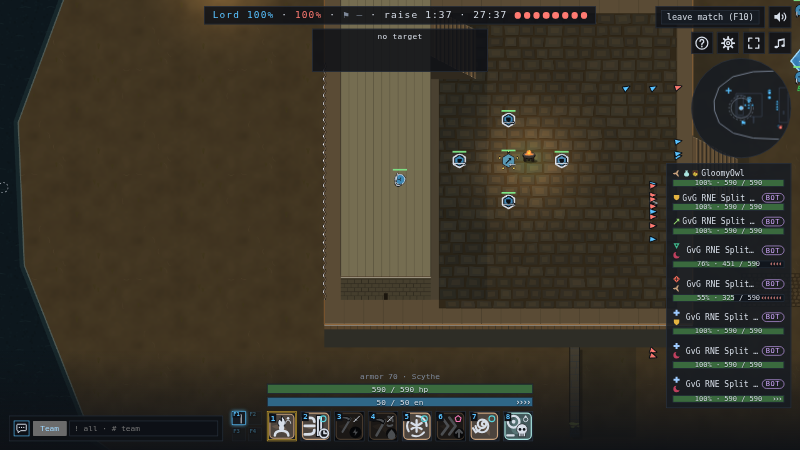 Lord 100% · 100% · – · raise 1:37 · 27:37
leave match (F10)
no target
GloomyOwl
100% · 590 / 590
GvG RNE Split … BOT
100% · 590 / 590
GvG RNE Split … BOT
100% · 590 / 590
GvG RNE Split… BOT
76% · 451 / 590
GvG RNE Split… BOT
55% · 325 / 590
GvG RNE Split … BOT
100% · 590 / 590
GvG RNE Split … BOT
100% · 590 / 590
GvG RNE Split … BOT
100% · 590 / 590
armor 70 · Scythe
590 / 590 hp
50 / 50 en
F1 F2
F3 F4
1 2 3 4 5 6 7 8
Team ! all · # team